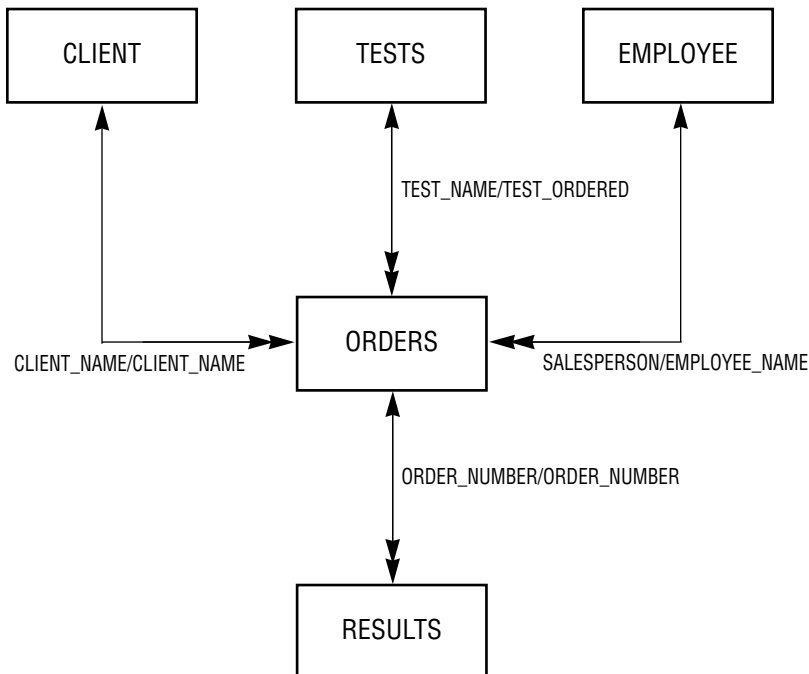 CLIENT
TESTS
EMPLOYEE
TEST_NAME/TEST_ORDERED
ORDERS
CLIENT_NAME/CLIENT_NAME
SALESPERSON/EMPLOYEE_NAME
ORDER_NUMBER/ORDER_NUMBER
RESULTS